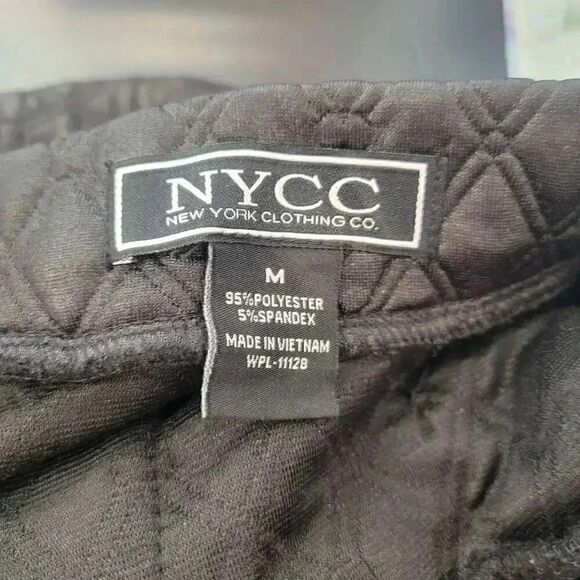 NYCC
NEW YORK CLOTHING CO.
M
95%POLYESTER
5%SPANDEX
MADE IN VIETNAM
WPL-11128